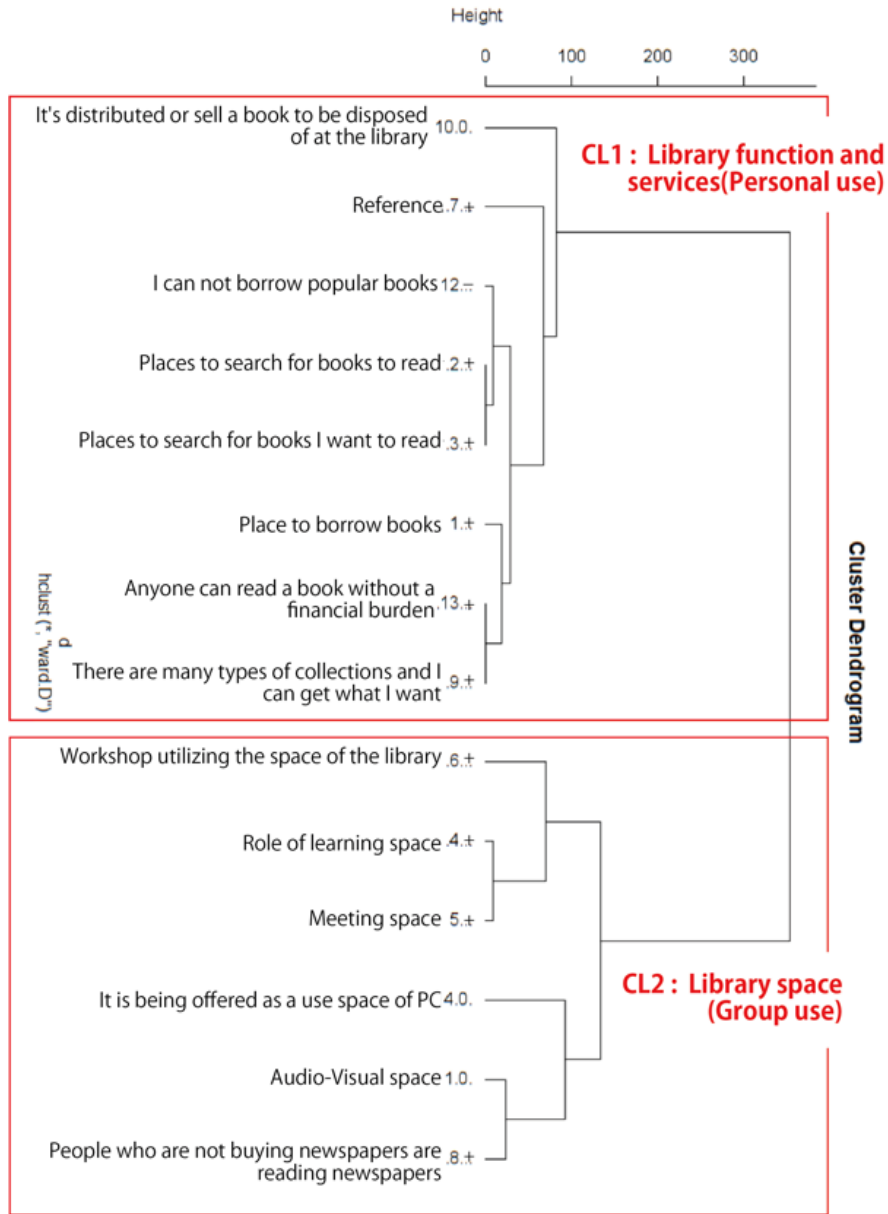 Height
0 100 200 300
It's distributed or sell a book to be disposed
of at the library 10.0.
CL1 : Library function and
services(Personal use)
Reference .7.+
I can not borrow popular books 12.–
Places to search for books to read .2.+
Places to search for books I want to read .3.+
Place to borrow books 1.+
Anyone can read a book without a
financial burden .13.+
There are many types of collections and I
can get what I want .9.+
d
hclust (*, "ward.D")
Cluster Dendrogram
Workshop utilizing the space of the library .6.+
Role of learning space .4.+
Meeting space 5.+
It is being offered as a use space of PC 4.0.
CL2 : Library space
(Group use)
Audio-Visual space 1.0.
People who are not buying newspapers are
reading newspapers .8.+